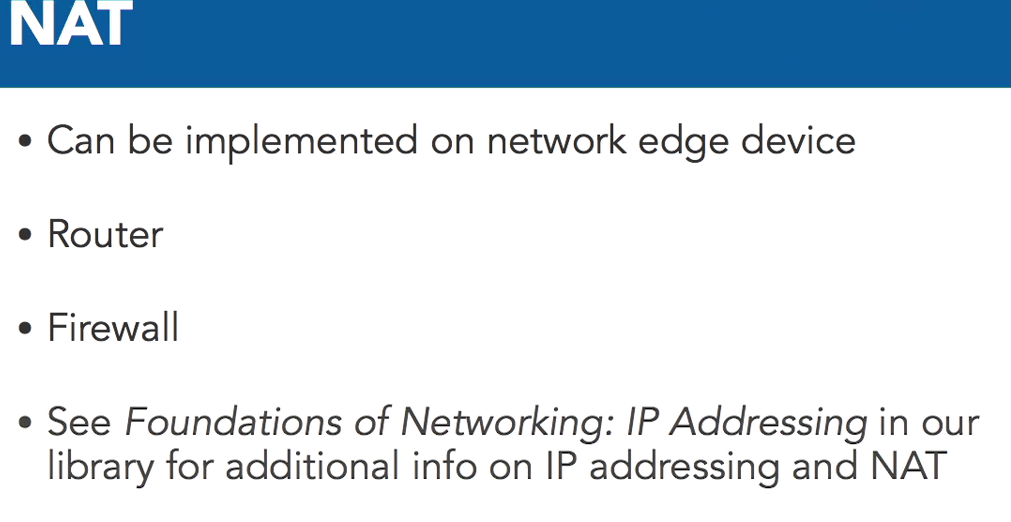 NAT
• Can be implemented on network edge device
• Router
• Firewall
• See Foundations of Networking: IP Addressing in our
library for additional info on IP addressing and NAT